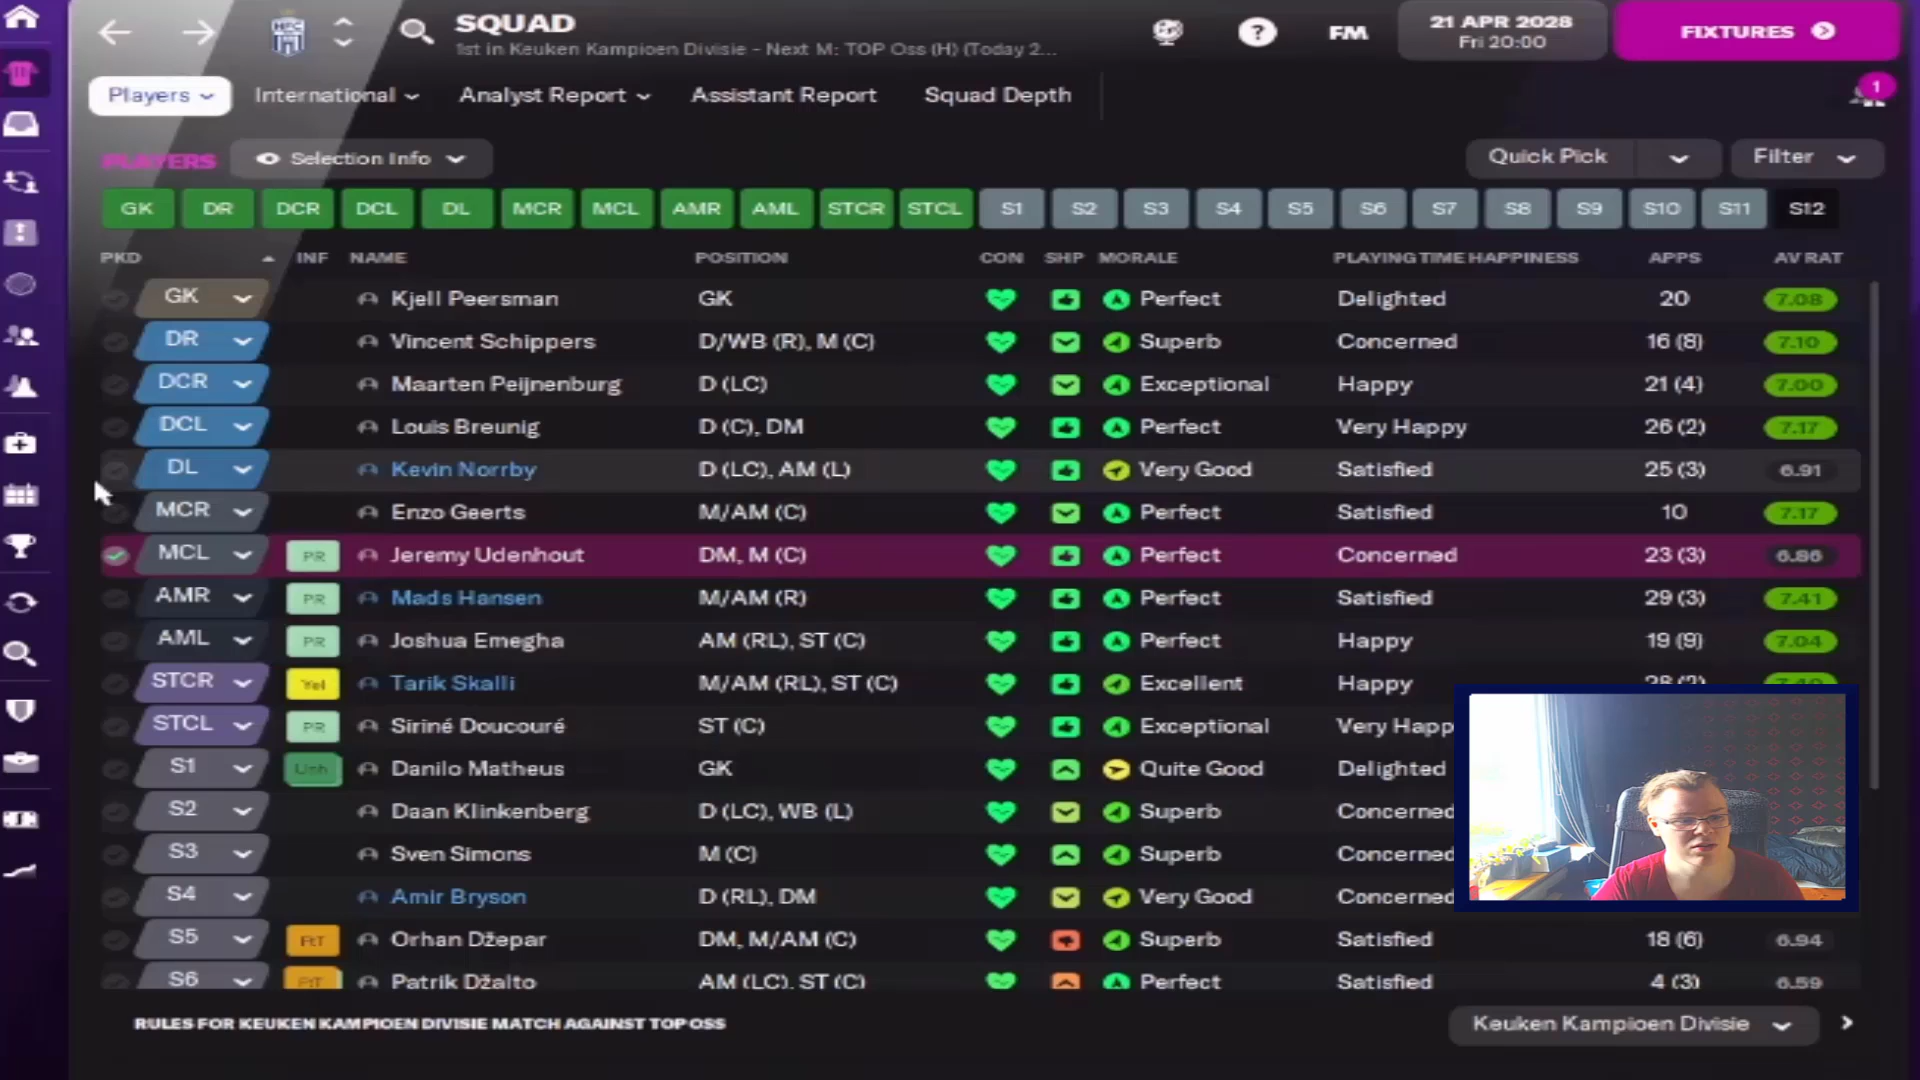 SQUAD
1st in Keuken Kampioen Divisie - Next M: TOP Oss (H) (Today 2...
FM
21 APR 2028
Fri 20:00
FIXTURES
Players
International
Analyst Report
Assistant Report
Squad Depth
1
PLAYERS
Selection Info
Quick Pick
Filter
GK DR DCR DCL DL MCR MCL AMR AML STCR STCL S1 S2 S3 S4 S5 S6 S7 S8 S9 S10 S11 S12
PKD INF NAME POSITION CON SHP MORALE PLAYING TIME HAPPINESS APPS AV RAT
GK Kjell Peersman GK Perfect Delighted 20 7.08
DR Vincent Schippers D/WB (R), M (C) Superb Concerned 16 (8) 7.10
DCR Maarten Peijnenburg D (LC) Exceptional Happy 21 (4) 7.00
DCL Louis Breunig D (C), DM Perfect Very Happy 26 (2) 7.17
DL Kevin Norrby D (LC), AM (L) Very Good Satisfied 25 (3) 6.91
MCR Enzo Geerts M/AM (C) Perfect Satisfied 10 7.17
MCL PR Jeremy Udenhout DM, M (C) Perfect Concerned 23 (3) 6.86
AMR PR Mads Hansen M/AM (R) Perfect Satisfied 29 (3) 7.41
AML PR Joshua Emegha AM (RL), ST (C) Perfect Happy 19 (9) 7.04
STCR Yel Tarik Skalli M/AM (RL), ST (C) Excellent Happy
STCL PR Siriné Doucouré ST (C) Exceptional Very Happ
S1 Unh Danilo Matheus GK Quite Good Delighted
S2 Daan Klinkenberg D (LC), WB (L) Superb Concerned
S3 Sven Simons M (C) Superb Concerned
S4 Amir Bryson D (RL), DM Very Good Concerned
S5 FtT Orhan Džepar DM, M/AM (C) Superb Satisfied 18 (6) 6.94
S6 FtT Patrik Džalto AM (LC), ST (C) Perfect Satisfied 4 (3) 6.59
RULES FOR KEUKEN KAMPIOEN DIVISIE MATCH AGAINST TOP OSS
Keuken Kampioen Divisie